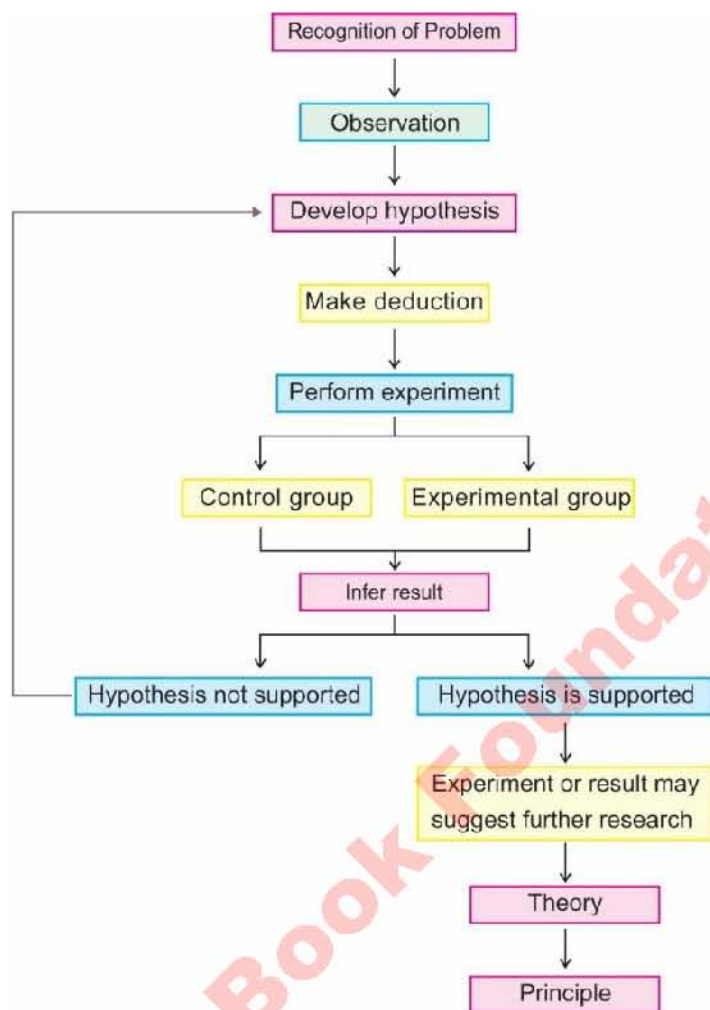 Recognition of Problem
Observation
Develop hypothesis
Make deduction
Perform experiment
Control group
Experimental group
Infer result
Hypothesis not supported
Hypothesis is supported
Experiment or result may
suggest further research
Theory
Principle
Book Foundat